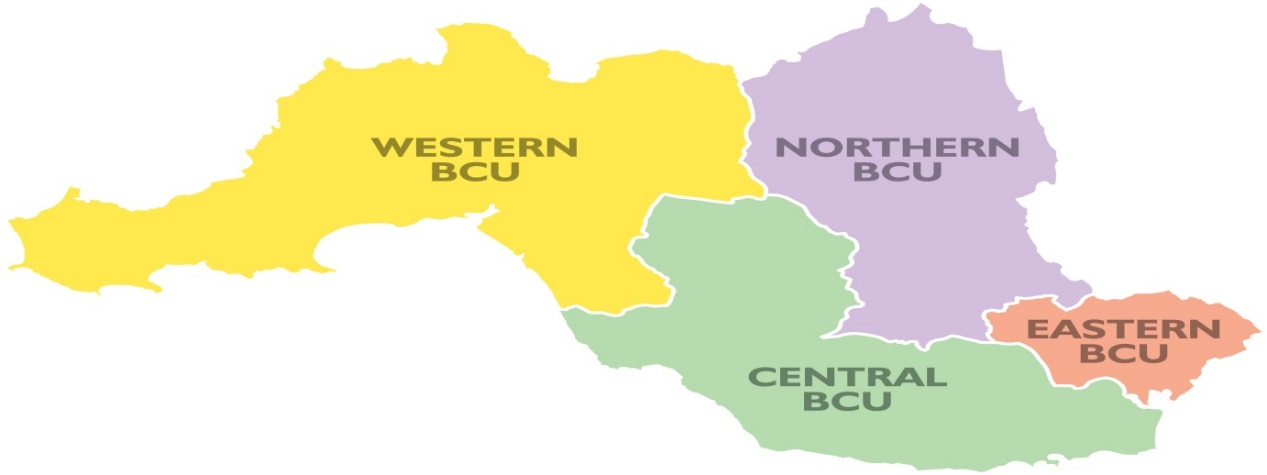 WESTERN
BCU
NORTHERN
BCU
EASTERN
BCU
CENTRAL
BCU